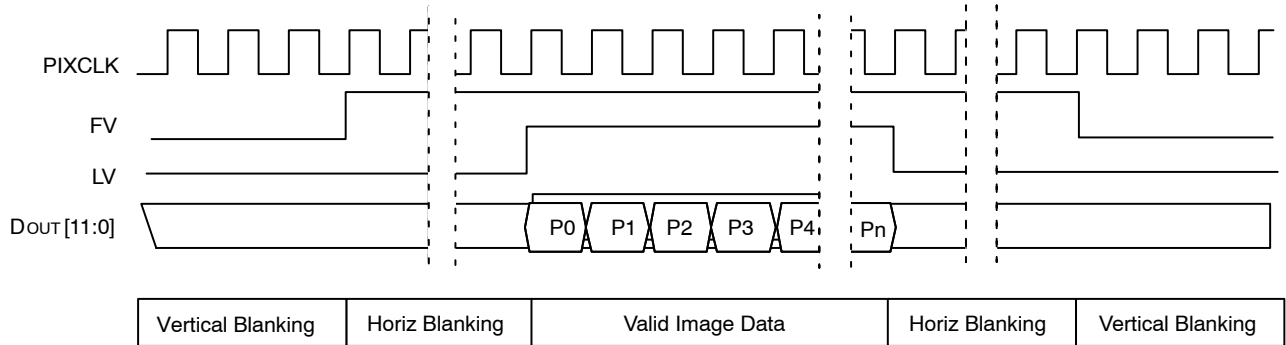 PIXCLK
FV
LV
DOUT[11:0]
P0 P1 P2 P3 P4 Pn
Vertical Blanking Horiz Blanking Valid Image Data Horiz Blanking Vertical Blanking